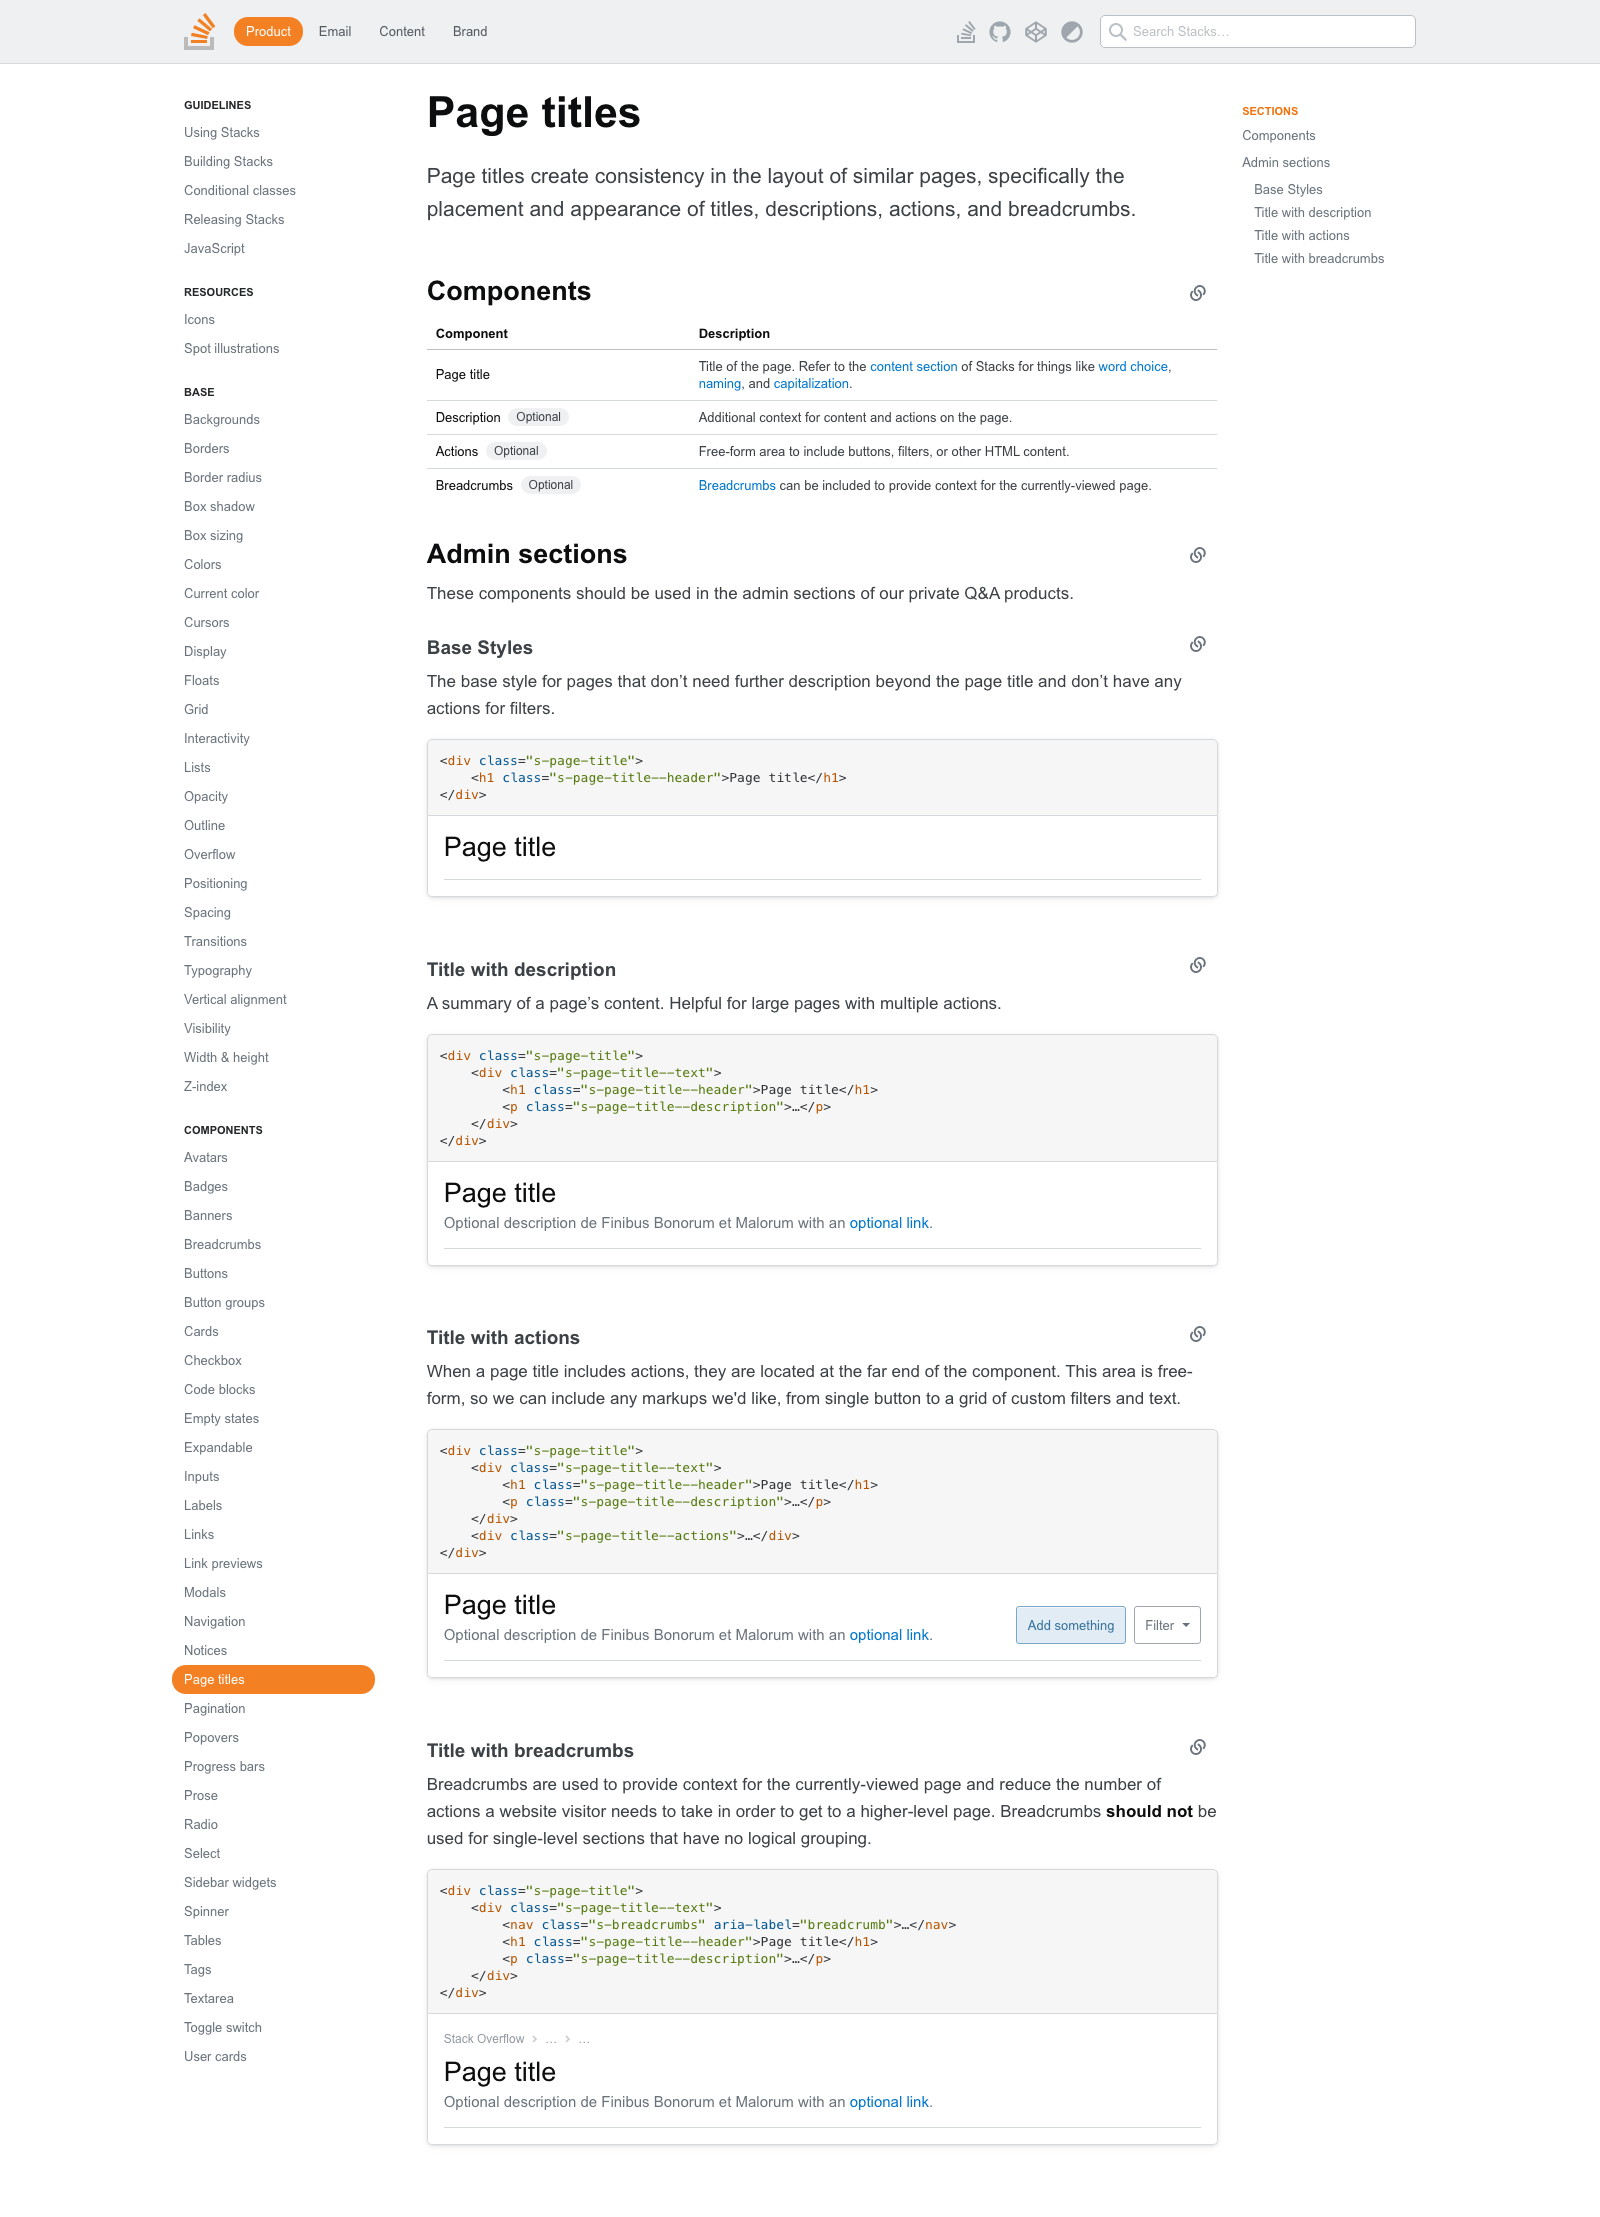 Product
Email
Content
Brand
Search Stacks…
GUIDELINES
Using Stacks
Building Stacks
Conditional classes
Releasing Stacks
JavaScript
RESOURCES
Icons
Spot illustrations
BASE
Backgrounds
Borders
Border radius
Box shadow
Box sizing
Colors
Current color
Cursors
Display
Floats
Grid
Interactivity
Lists
Opacity
Outline
Overflow
Positioning
Spacing
Transitions
Typography
Vertical alignment
Visibility
Width & height
Z-index
COMPONENTS
Avatars
Badges
Banners
Breadcrumbs
Buttons
Button groups
Cards
Checkbox
Code blocks
Empty states
Expandable
Inputs
Labels
Links
Link previews
Modals
Navigation
Notices
Page titles
Pagination
Popovers
Progress bars
Prose
Radio
Select
Sidebar widgets
Spinner
Tables
Tags
Textarea
Toggle switch
User cards
Page titles
Page titles create consistency in the layout of similar pages, specifically the
placement and appearance of titles, descriptions, actions, and breadcrumbs.
Components
Component Description
Page title
Title of the page. Refer to the content section of Stacks for things like word choice,
naming, and capitalization.
Description Optional Additional context for content and actions on the page.
Actions Optional Free-form area to include buttons, filters, or other HTML content.
Breadcrumbs Optional Breadcrumbs can be included to provide context for the currently-viewed page.
Admin sections
These components should be used in the admin sections of our private Q&A products.
Base Styles
The base style for pages that don’t need further description beyond the page title and don’t have any
actions for filters.
<div class="s-page-title">
    <h1 class="s-page-title--header">Page title</h1>
</div>
Page title
Title with description
A summary of a page’s content. Helpful for large pages with multiple actions.
<div class="s-page-title">
    <div class="s-page-title--text">
        <h1 class="s-page-title--header">Page title</h1>
        <p class="s-page-title--description">…</p>
    </div>
</div>
Page title
Optional description de Finibus Bonorum et Malorum with an optional link.
Title with actions
When a page title includes actions, they are located at the far end of the component. This area is free-
form, so we can include any markups we'd like, from single button to a grid of custom filters and text.
<div class="s-page-title">
    <div class="s-page-title--text">
        <h1 class="s-page-title--header">Page title</h1>
        <p class="s-page-title--description">…</p>
    </div>
    <div class="s-page-title--actions">…</div>
</div>
Page title
Optional description de Finibus Bonorum et Malorum with an optional link.
Add something
Filter
Title with breadcrumbs
Breadcrumbs are used to provide context for the currently-viewed page and reduce the number of
actions a website visitor needs to take in order to get to a higher-level page. Breadcrumbs should not be
used for single-level sections that have no logical grouping.
<div class="s-page-title">
    <div class="s-page-title--text">
        <nav class="s-breadcrumbs" aria-label="breadcrumb">…</nav>
        <h1 class="s-page-title--header">Page title</h1>
        <p class="s-page-title--description">…</p>
    </div>
</div>
Stack Overflow > … > …
Page title
Optional description de Finibus Bonorum et Malorum with an optional link.
SECTIONS
Components
Admin sections
Base Styles
Title with description
Title with actions
Title with breadcrumbs